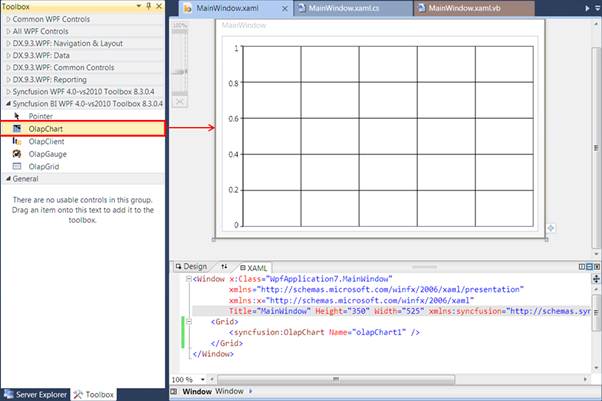 Toolbox
Common WPF Controls
All WPF Controls
DX.9.3.WPF: Navigation & Layout
DX.9.3.WPF: Data
DX.9.3.WPF: Common Controls
DX.9.3.WPF: Reporting
Syncfusion WPF 4.0-vs2010 Toolbox 8.3.0.4
Syncfusion BI WPF 4.0-vs2010 Toolbox 8.3.0.4
Pointer
OlapChart
OlapClient
OlapGauge
OlapGrid
General
There are no usable controls in this group.
Drag an item onto this text to add it to the
toolbox.
Server Explorer
Toolbox
MainWindow.xaml
MainWindow.xaml.cs
MainWindow.xaml.vb
100%
MainWindow
1
0.8
0.6
0.4
0.2
0
Design
XAML
<Window x:Class="WpfApplication7.MainWindow"
xmlns="http://schemas.microsoft.com/winfx/2006/xaml/presentation"
xmlns:x="http://schemas.microsoft.com/winfx/2006/xaml"
Title="MainWindow" Height="350" Width="525" xmlns:syncfusion="http://schemas.syn
<Grid>
<syncfusion:OlapChart Name="olapChart1" />
</Grid>
</Window>
100 %
Window Window